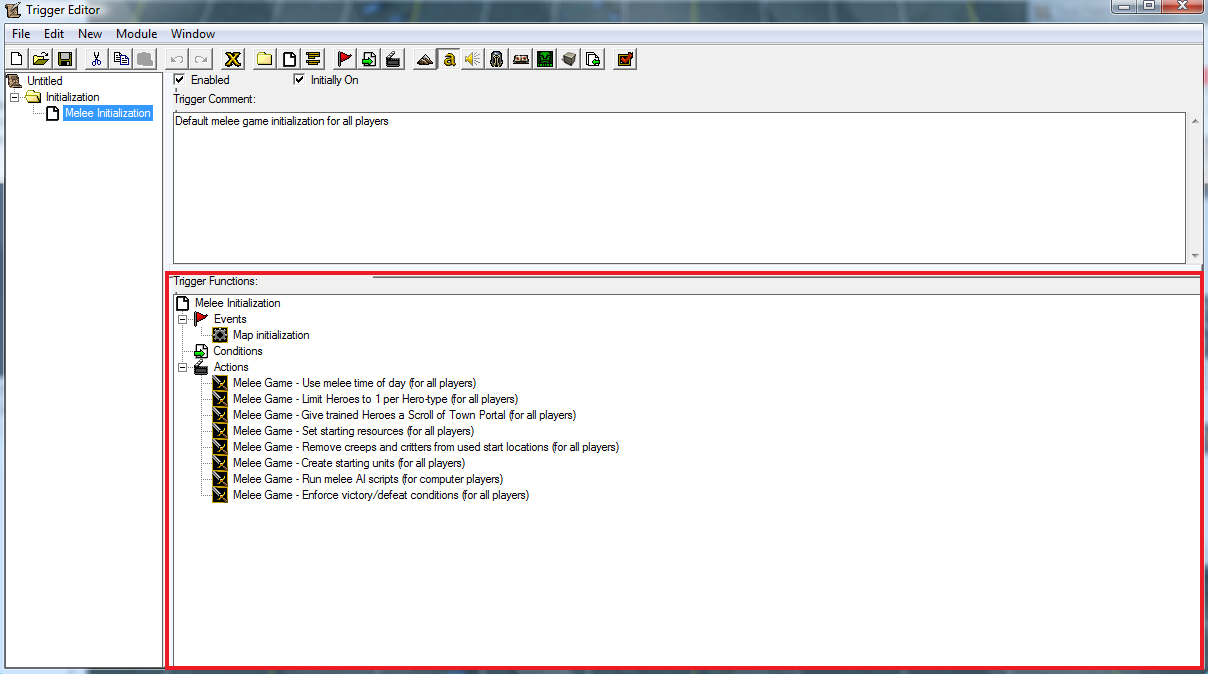 Trigger Editor
File Edit New Module Window
Untitled
Initialization
Melee Initialization
Enabled Initially On
Trigger Comment:
Default melee game initialization for all players
Trigger Functions:
Melee Initialization
Events
Map initialization
Conditions
Actions
Melee Game - Use melee time of day (for all players)
Melee Game - Limit Heroes to 1 per Hero-type (for all players)
Melee Game - Give trained Heroes a Scroll of Town Portal (for all players)
Melee Game - Set starting resources (for all players)
Melee Game - Remove creeps and critters from used start locations (for all players)
Melee Game - Create starting units (for all players)
Melee Game - Run melee AI scripts (for computer players)
Melee Game - Enforce victory/defeat conditions (for all players)